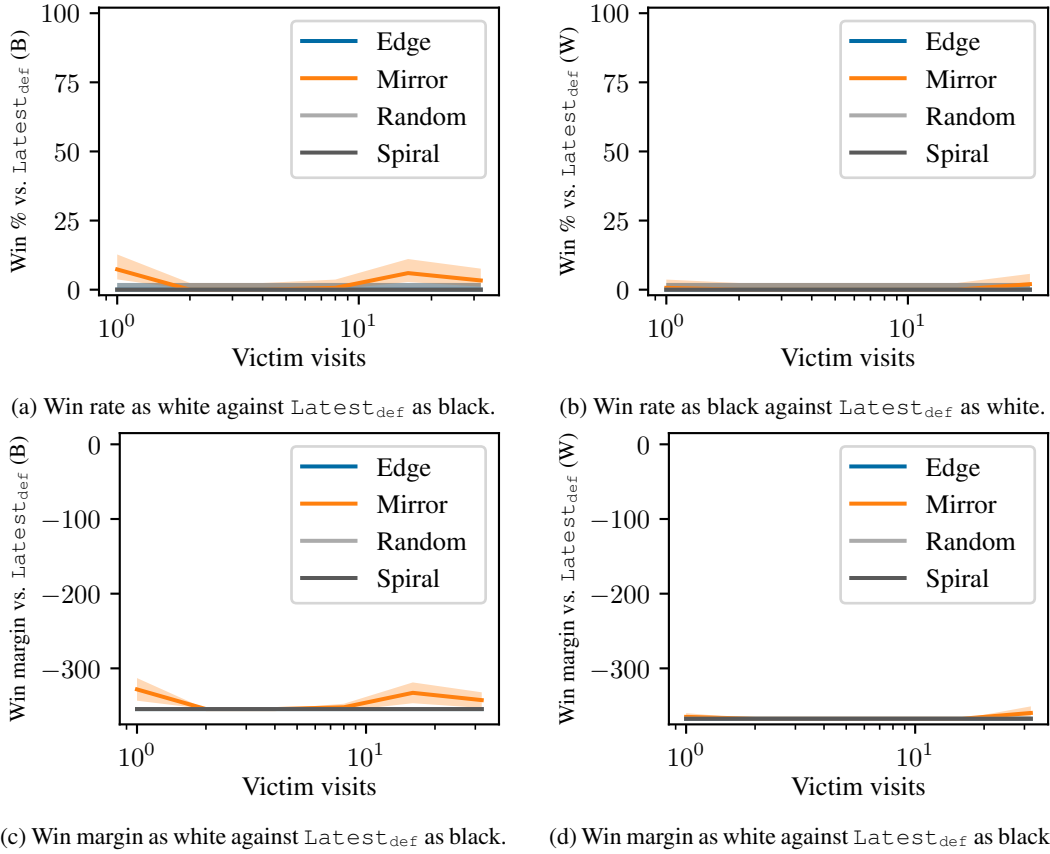 100
75
50
25
0
Win % vs. Latest_def (B)
Edge
Mirror
Random
Spiral
10^0
10^1
Victim visits
(a) Win rate as white against Latest_def as black.
100
75
50
25
0
Win % vs. Latest_def (W)
Edge
Mirror
Random
Spiral
10^0
10^1
Victim visits
(b) Win rate as black against Latest_def as white.
0
−100
−200
−300
Win margin vs. Latest_def (B)
Edge
Mirror
Random
Spiral
10^0
10^1
Victim visits
(c) Win margin as white against Latest_def as black.
0
−100
−200
−300
Win margin vs. Latest_def (W)
Edge
Mirror
Random
Spiral
10^0
10^1
Victim visits
(d) Win margin as white against Latest_def as black